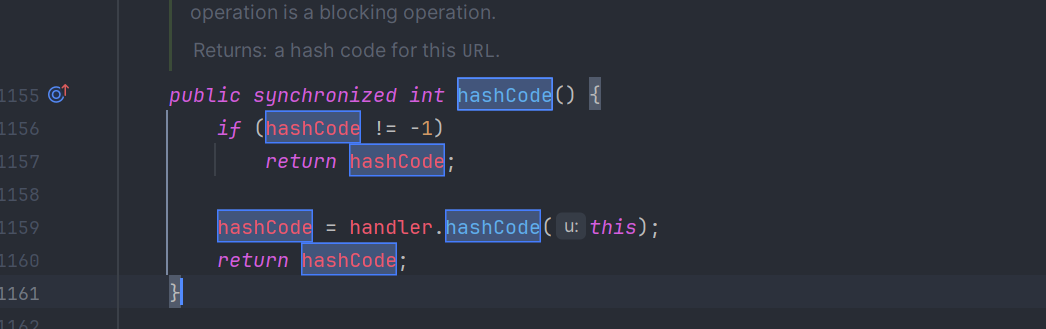 operation is a blocking operation.
Returns: a hash code for this URL.
1155 public synchronized int hashCode() {
1156 if (hashCode != -1)
1157 return hashCode;
1158
1159 hashCode = handler.hashCode( u: this);
1160 return hashCode;
1161 }
1162